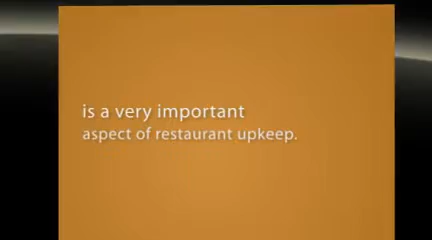 is a very important
aspect of restaurant upkeep.